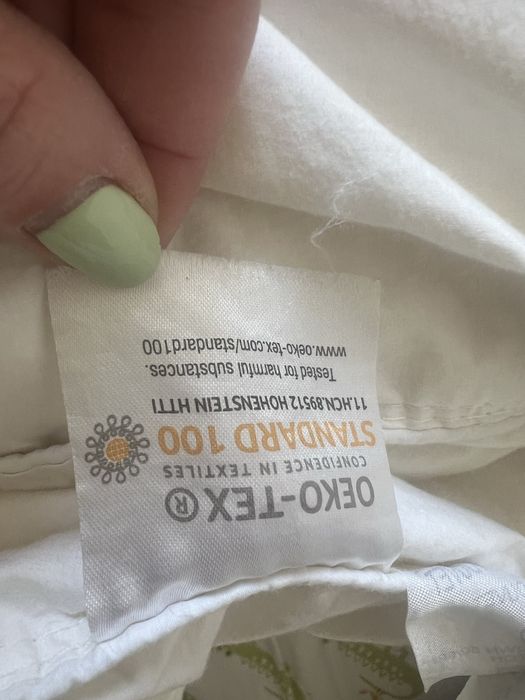 OEKO-TEX®
CONFIDENCE IN TEXTILES
STANDARD 100
11.HCN.89512 HOHENSTEIN HTTI
Tested for harmful substances.
www.oeko-tex.com/standard100